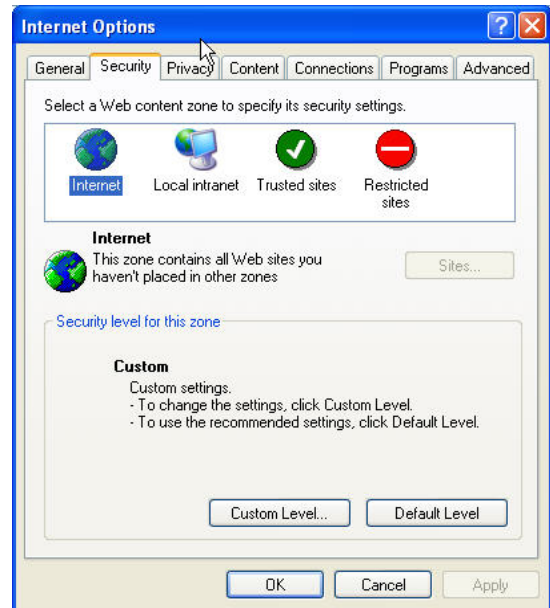 Internet Options
General Security Privacy Content Connections Programs Advanced
Select a Web content zone to specify its security settings.
Internet Local intranet Trusted sites Restricted
sites
Internet
This zone contains all Web sites you
haven't placed in other zones
Sites...
Security level for this zone
Custom
Custom settings.
- To change the settings, click Custom Level.
- To use the recommended settings, click Default Level.
Custom Level... Default Level
OK Cancel Apply